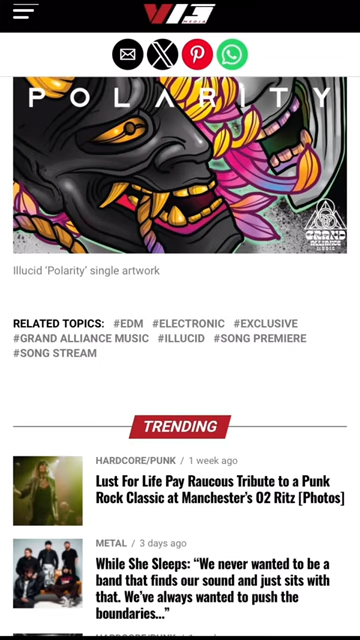 V13
MEDIA
POLARITY
GRAND
ALLIANCE
MUSIC
Illucid 'Polarity' single artwork
RELATED TOPICS: #EDM #ELECTRONIC #EXCLUSIVE
#GRAND ALLIANCE MUSIC #ILLUCID #SONG PREMIERE
#SONG STREAM
TRENDING
HARDCORE/PUNK / 1 week ago
Lust For Life Pay Raucous Tribute to a Punk
Rock Classic at Manchester's O2 Ritz [Photos]
METAL / 3 days ago
While She Sleeps: “We never wanted to be a
band that finds our sound and just sits with
that. We've always wanted to push the
boundaries…”